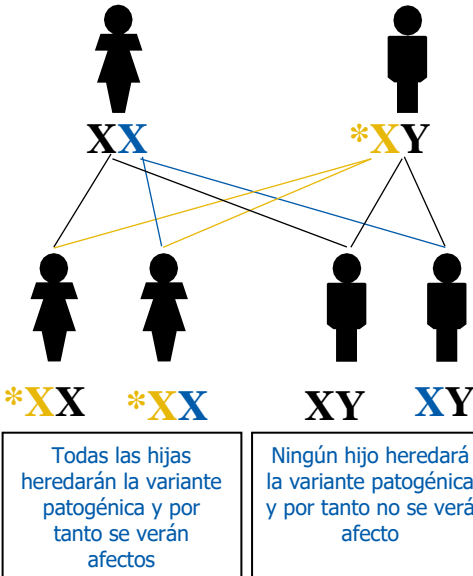 XX
*XY
*XX
*XX
XY
XY
Todas las hijas
heredarán la variante
patogénica y por
tanto se verán
afectos
Ningún hijo heredará
la variante patogénica
y por tanto no se verá
afecto